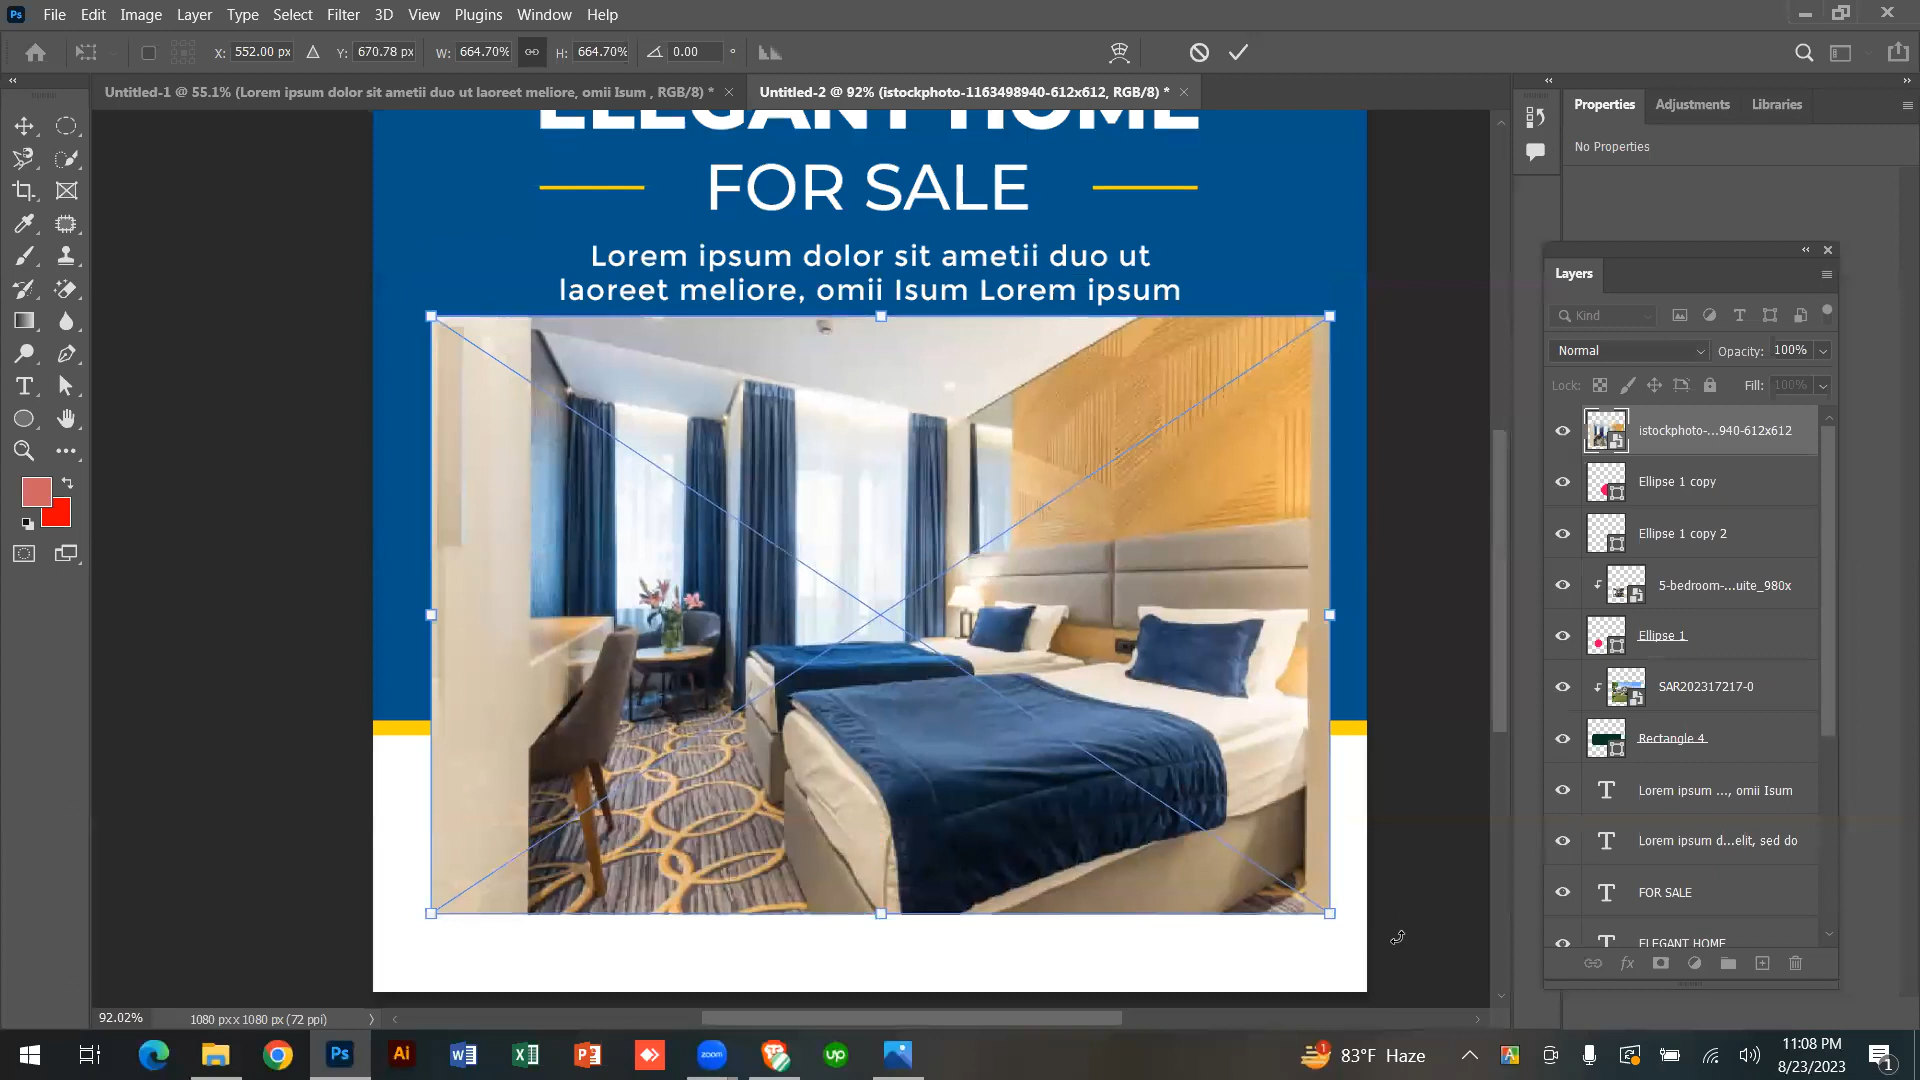 File Edit Image Layer Type Select Filter 3D View Plugins Window Help
X: 552.00 px Y: 670.78 px W: 664.70% H: 664.70% 0.00 °
Untitled-1 @ 55.1% (Lorem ipsum dolor sit ametii duo ut laoreet meliore, omii Isum , RGB/8) * Untitled-2 @ 92% (istockphoto-1163498940-612x612, RGB/8) *
Properties Adjustments Libraries
No Properties
ELEGANT HOME
FOR SALE
Lorem ipsum dolor sit ametii duo ut
laoreet meliore, omii Isum Lorem ipsum
Layers
Kind
Normal Opacity: 100%
Lock: Fill: 100%
istockphoto-...940-612x612
Ellipse 1 copy
Ellipse 1 copy 2
5-bedroom-...uite_980x
Ellipse 1
SAR202317217-0
Rectangle 4
Lorem ipsum ..., omii Isum
Lorem ipsum d...elit, sed do
FOR SALE
ELEGANT HOME
92.02% 1080 px x 1080 px (72 ppi)
83°F Haze
11:08 PM
8/23/2023